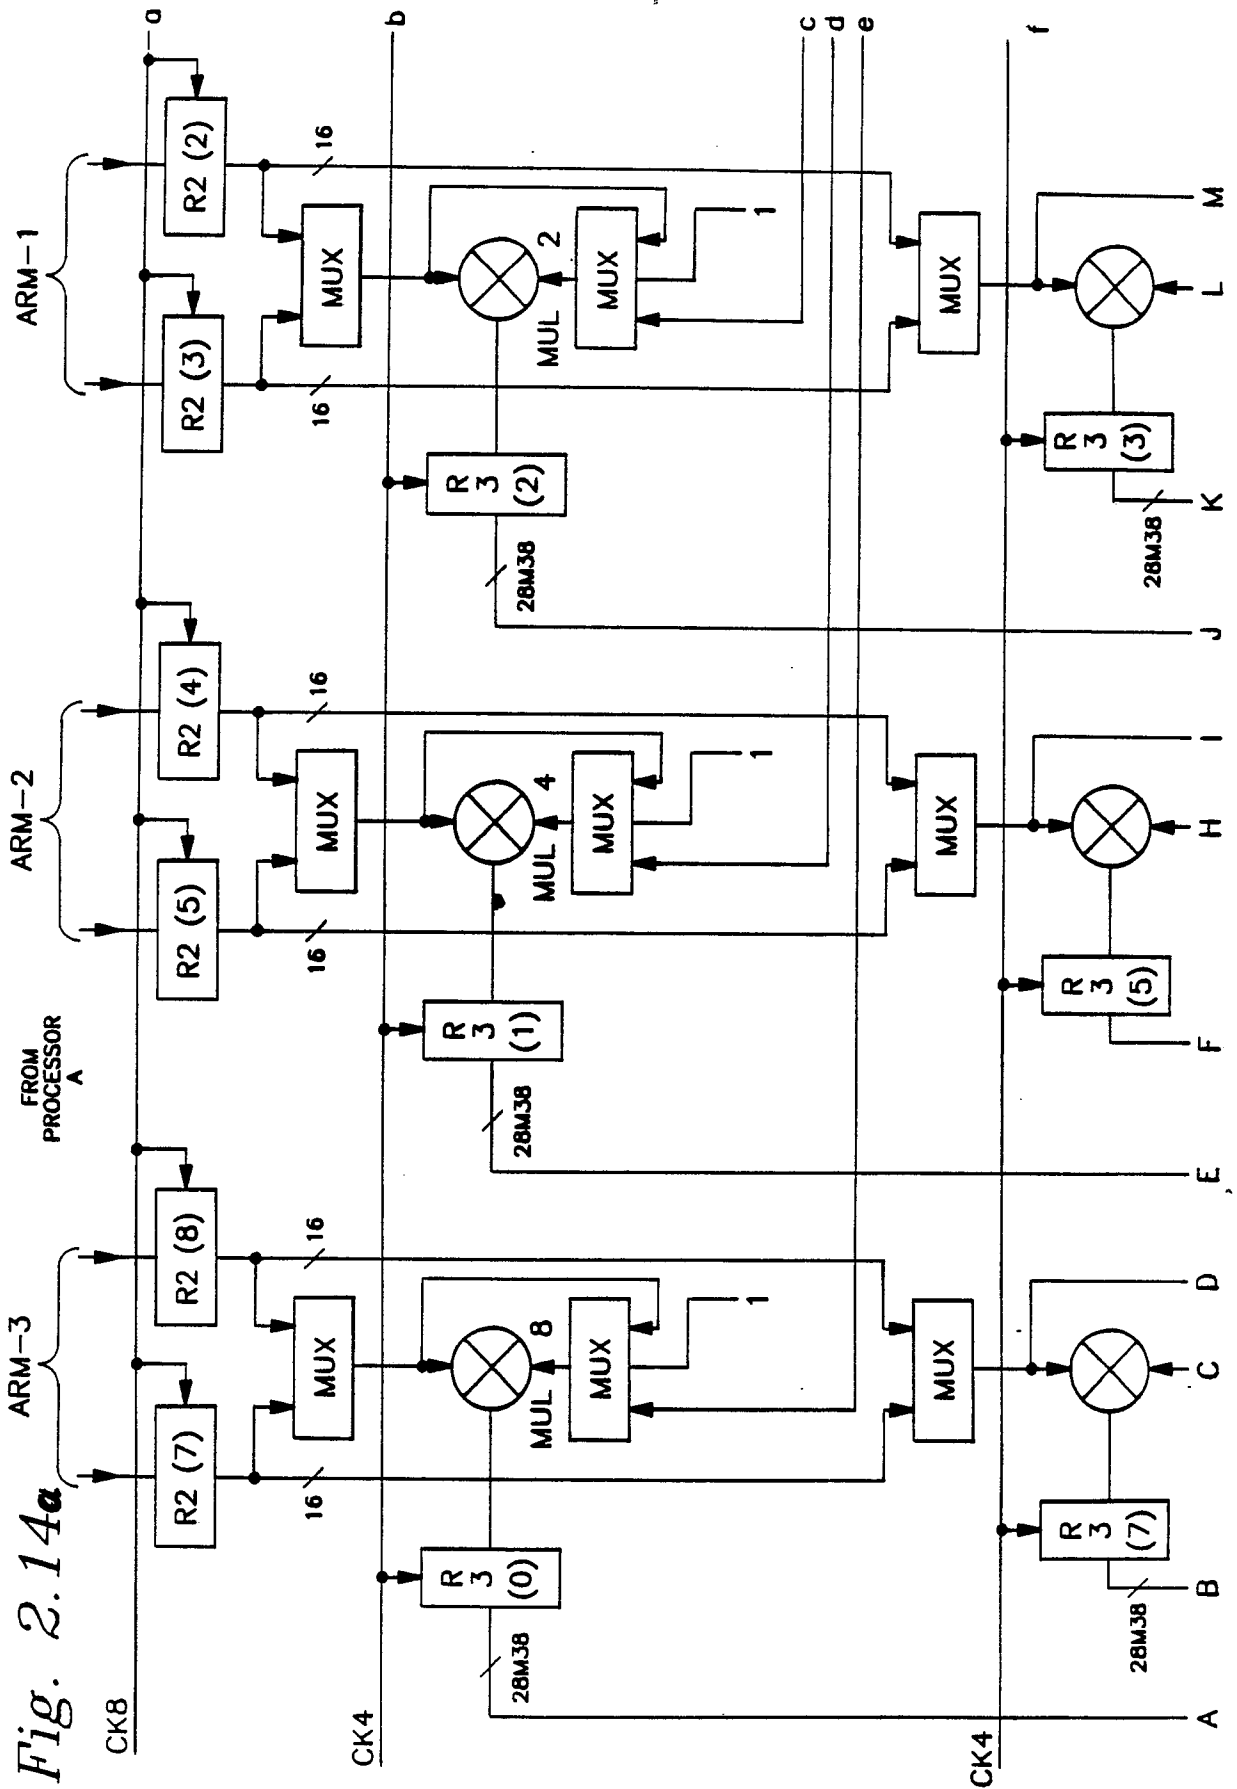 Fig. 2.14a
ARM-3
FROM
PROCESSOR
A
ARM-2
ARM-1
CK8
a
R2 (7)
R2 (8)
R2 (5)
R2 (4)
R2 (3)
R2 (2)
16
16
16
16
16
16
MUX
MUX
MUX
CK4
b
R
3
(0)
28M38
MUL 8
MUX
1
R
3
(1)
28M38
MUL 4
MUX
1
R
3
(2)
28M38
MUL 2
MUX
1
c
d
e
MUX
MUX
MUX
CK4
f
R
3
(7)
28M38
R
3
(5)
R
3
(3)
28M38
A
B
C
D
E
F
H
I
J
K
L
M